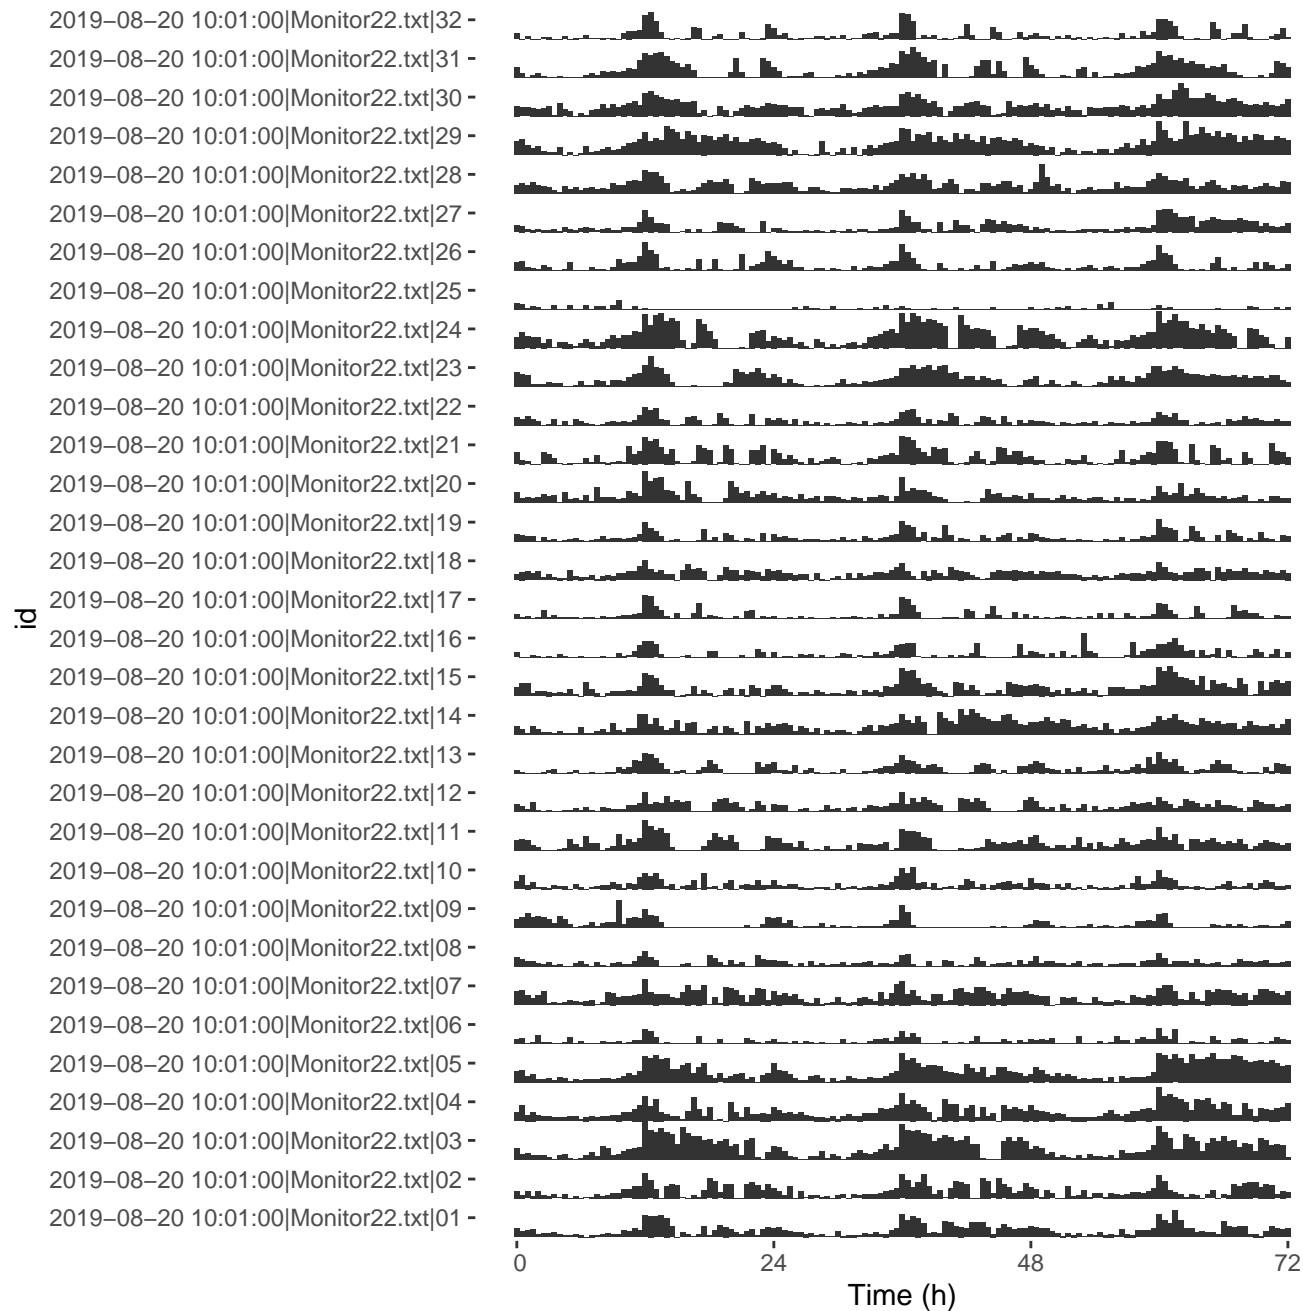 2019−08−20 10:01:00|Monitor22.txt|32
2019−08−20 10:01:00|Monitor22.txt|31
2019−08−20 10:01:00|Monitor22.txt|30
2019−08−20 10:01:00|Monitor22.txt|29
2019−08−20 10:01:00|Monitor22.txt|28
2019−08−20 10:01:00|Monitor22.txt|27
2019−08−20 10:01:00|Monitor22.txt|26
2019−08−20 10:01:00|Monitor22.txt|25
2019−08−20 10:01:00|Monitor22.txt|24
2019−08−20 10:01:00|Monitor22.txt|23
2019−08−20 10:01:00|Monitor22.txt|22
2019−08−20 10:01:00|Monitor22.txt|21
2019−08−20 10:01:00|Monitor22.txt|20
2019−08−20 10:01:00|Monitor22.txt|19
2019−08−20 10:01:00|Monitor22.txt|18
2019−08−20 10:01:00|Monitor22.txt|17
id
2019−08−20 10:01:00|Monitor22.txt|16
2019−08−20 10:01:00|Monitor22.txt|15
2019−08−20 10:01:00|Monitor22.txt|14
2019−08−20 10:01:00|Monitor22.txt|13
2019−08−20 10:01:00|Monitor22.txt|12
2019−08−20 10:01:00|Monitor22.txt|11
2019−08−20 10:01:00|Monitor22.txt|10
2019−08−20 10:01:00|Monitor22.txt|09
2019−08−20 10:01:00|Monitor22.txt|08
2019−08−20 10:01:00|Monitor22.txt|07
2019−08−20 10:01:00|Monitor22.txt|06
2019−08−20 10:01:00|Monitor22.txt|05
2019−08−20 10:01:00|Monitor22.txt|04
2019−08−20 10:01:00|Monitor22.txt|03
2019−08−20 10:01:00|Monitor22.txt|02
2019−08−20 10:01:00|Monitor22.txt|01
0 24 48 72
Time (h)